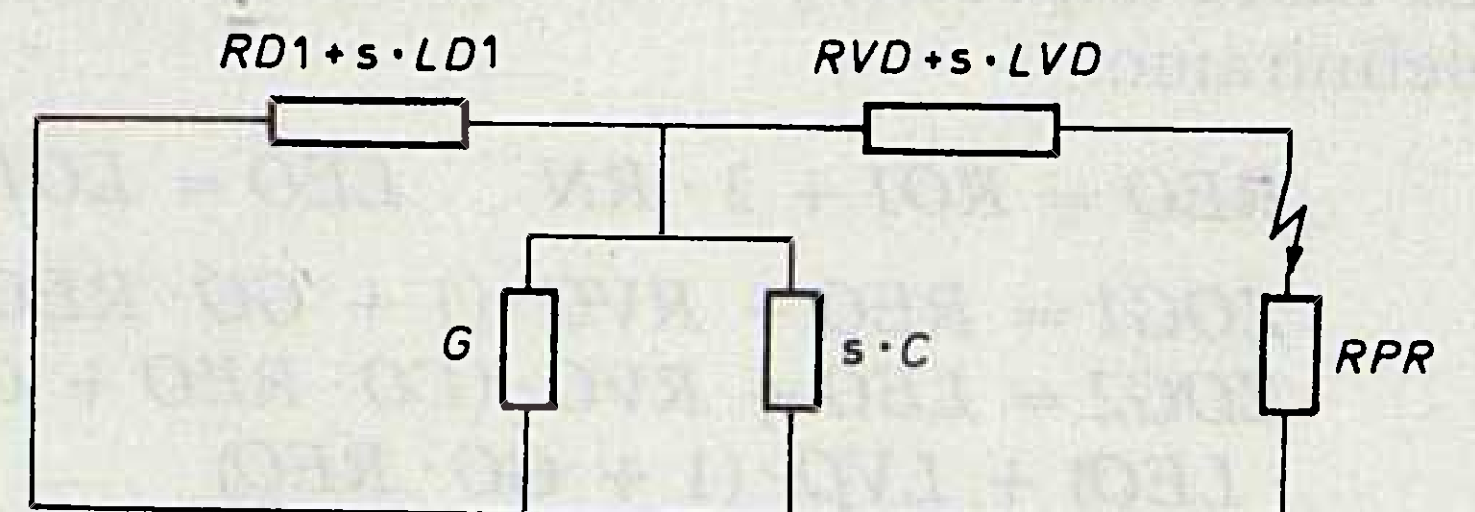 RD1 + s · LD1
RVD + s · LVD
G
s · C
RPR